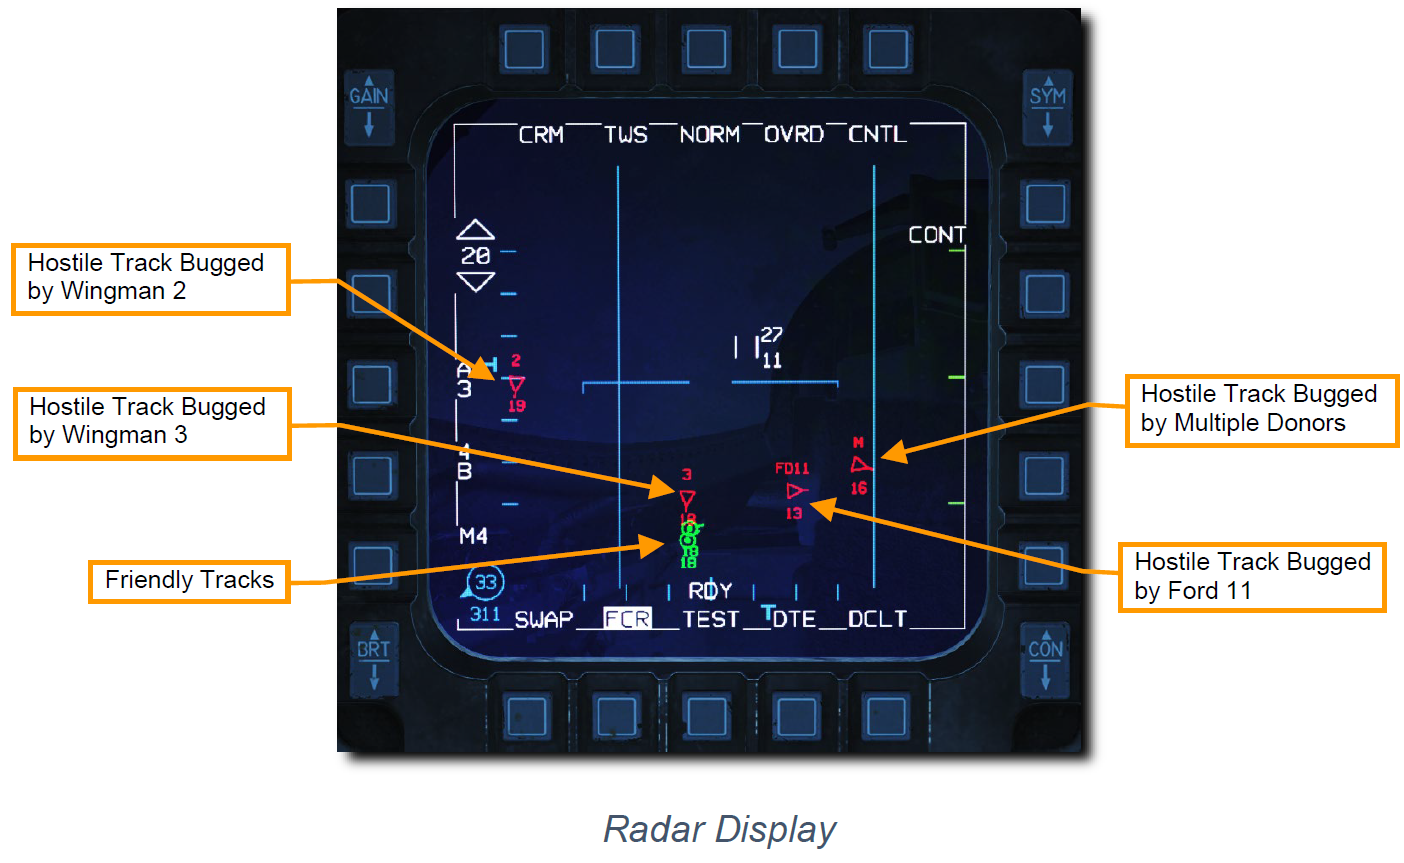 GAIN
SYM
CRM TWS NORM OVRD CNTL
CONT
20
Hostile Track Bugged
by Wingman 2
27
11
A
3
2
19
Hostile Track Bugged
by Wingman 3
Hostile Track Bugged
by Multiple Donors
4
B
M
16
3
FD11
13
18
M4
18
18
Friendly Tracks
Hostile Track Bugged
by Ford 11
33
311
RDY
SWAP FCR TEST DTE DCLT
T
BRT
CON
Radar Display